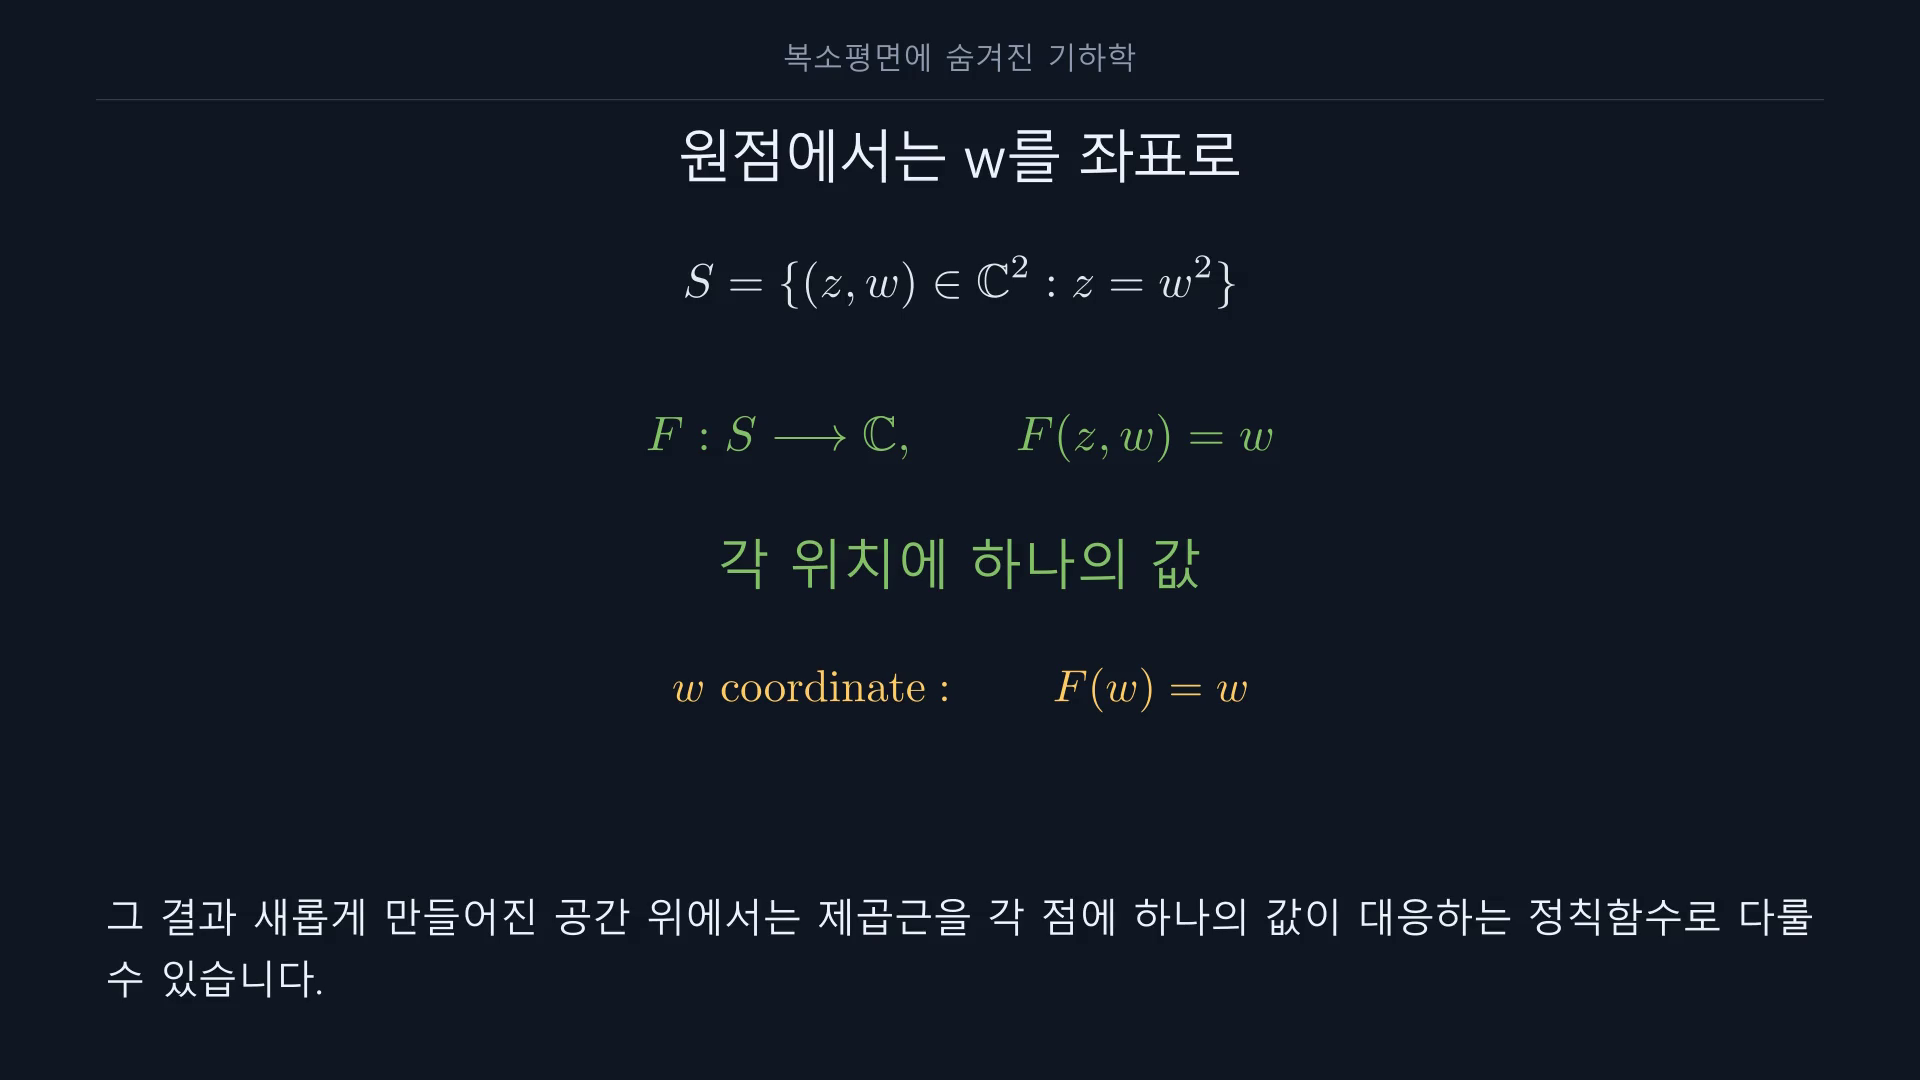 복소평면에 숨겨진 기하학
원점에서는 w를 좌표로
S = {(z, w) ∈ ℂ² : z = w²}
F : S ⟶ ℂ, F(z, w) = w
각 위치에 하나의 값
w coordinate : F(w) = w
그 결과 새롭게 만들어진 공간 위에서는 제곱근을 각 점에 하나의 값이 대응하는 정칙함수로 다룰
수 있습니다.